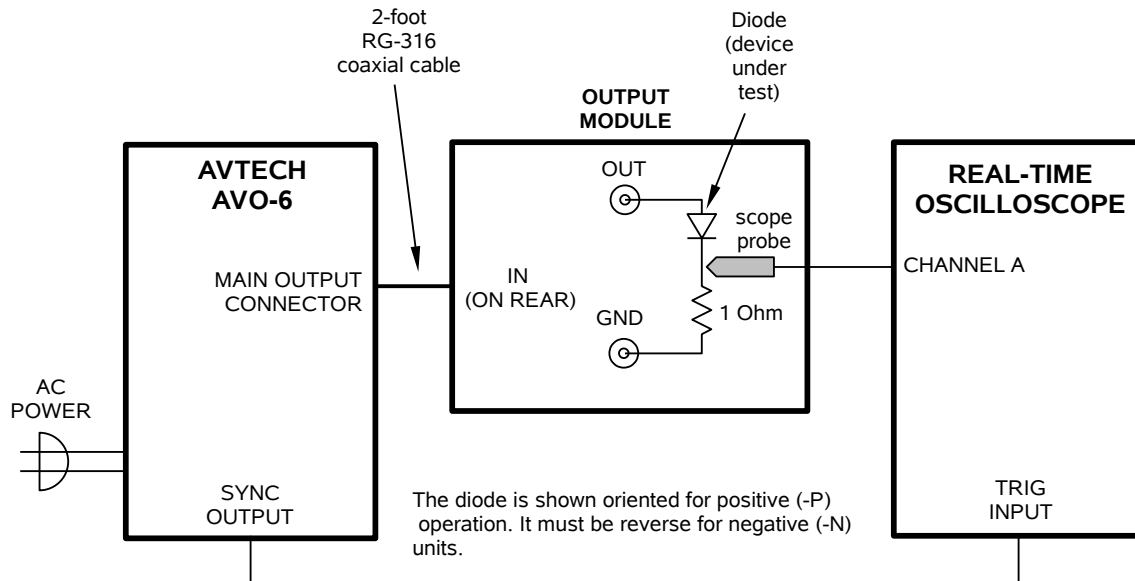 2-foot
RG-316
coaxial cable
Diode
(device
under
test)
OUTPUT
MODULE
AVTECH
AVO-6
OUT
REAL-TIME
OSCILLOSCOPE
scope
probe
MAIN OUTPUT
CONNECTOR
IN
(ON REAR)
CHANNEL A
GND
1 Ohm
AC
POWER
SYNC
OUTPUT
The diode is shown oriented for positive (-P)
operation. It must be reverse for negative (-N)
units.
TRIG
INPUT